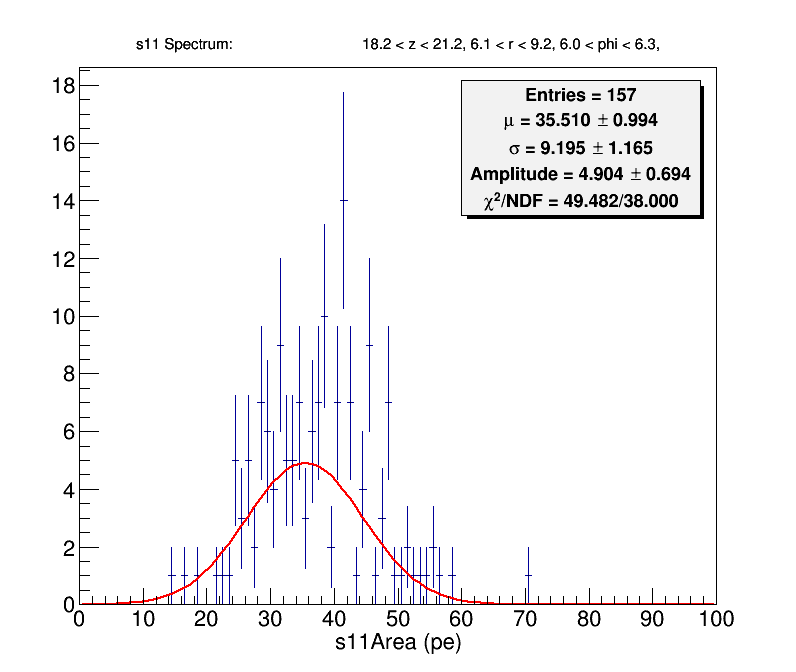 s11 Spectrum: 18.2 < z < 21.2, 6.1 < r < 9.2, 6.0 < phi < 6.3,
Entries = 157
μ = 35.510 ± 0.994
σ = 9.195 ± 1.165
Amplitude = 4.904 ± 0.694
χ²/NDF = 49.482/38.000
18
16
14
12
10
8
6
4
2
0
0 10 20 30 40 50 60 70 80 90 100
s11Area (pe)